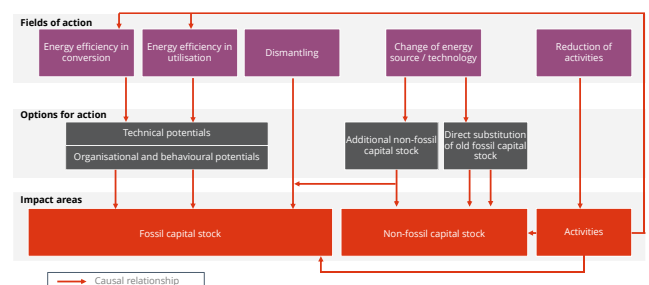 Fields of action
Energy efficiency in
conversion
Energy efficiency in
utilisation
Dismantling
Change of energy
source / technology
Reduction of
activities
Options for action
Technical potentials
Organisational and behavioural potentials
Additional non-fossil
capital stock
Direct substitution
of old fossil capital
stock
Impact areas
Fossil capital stock
Non-fossil capital stock
Activities
Causal relationship